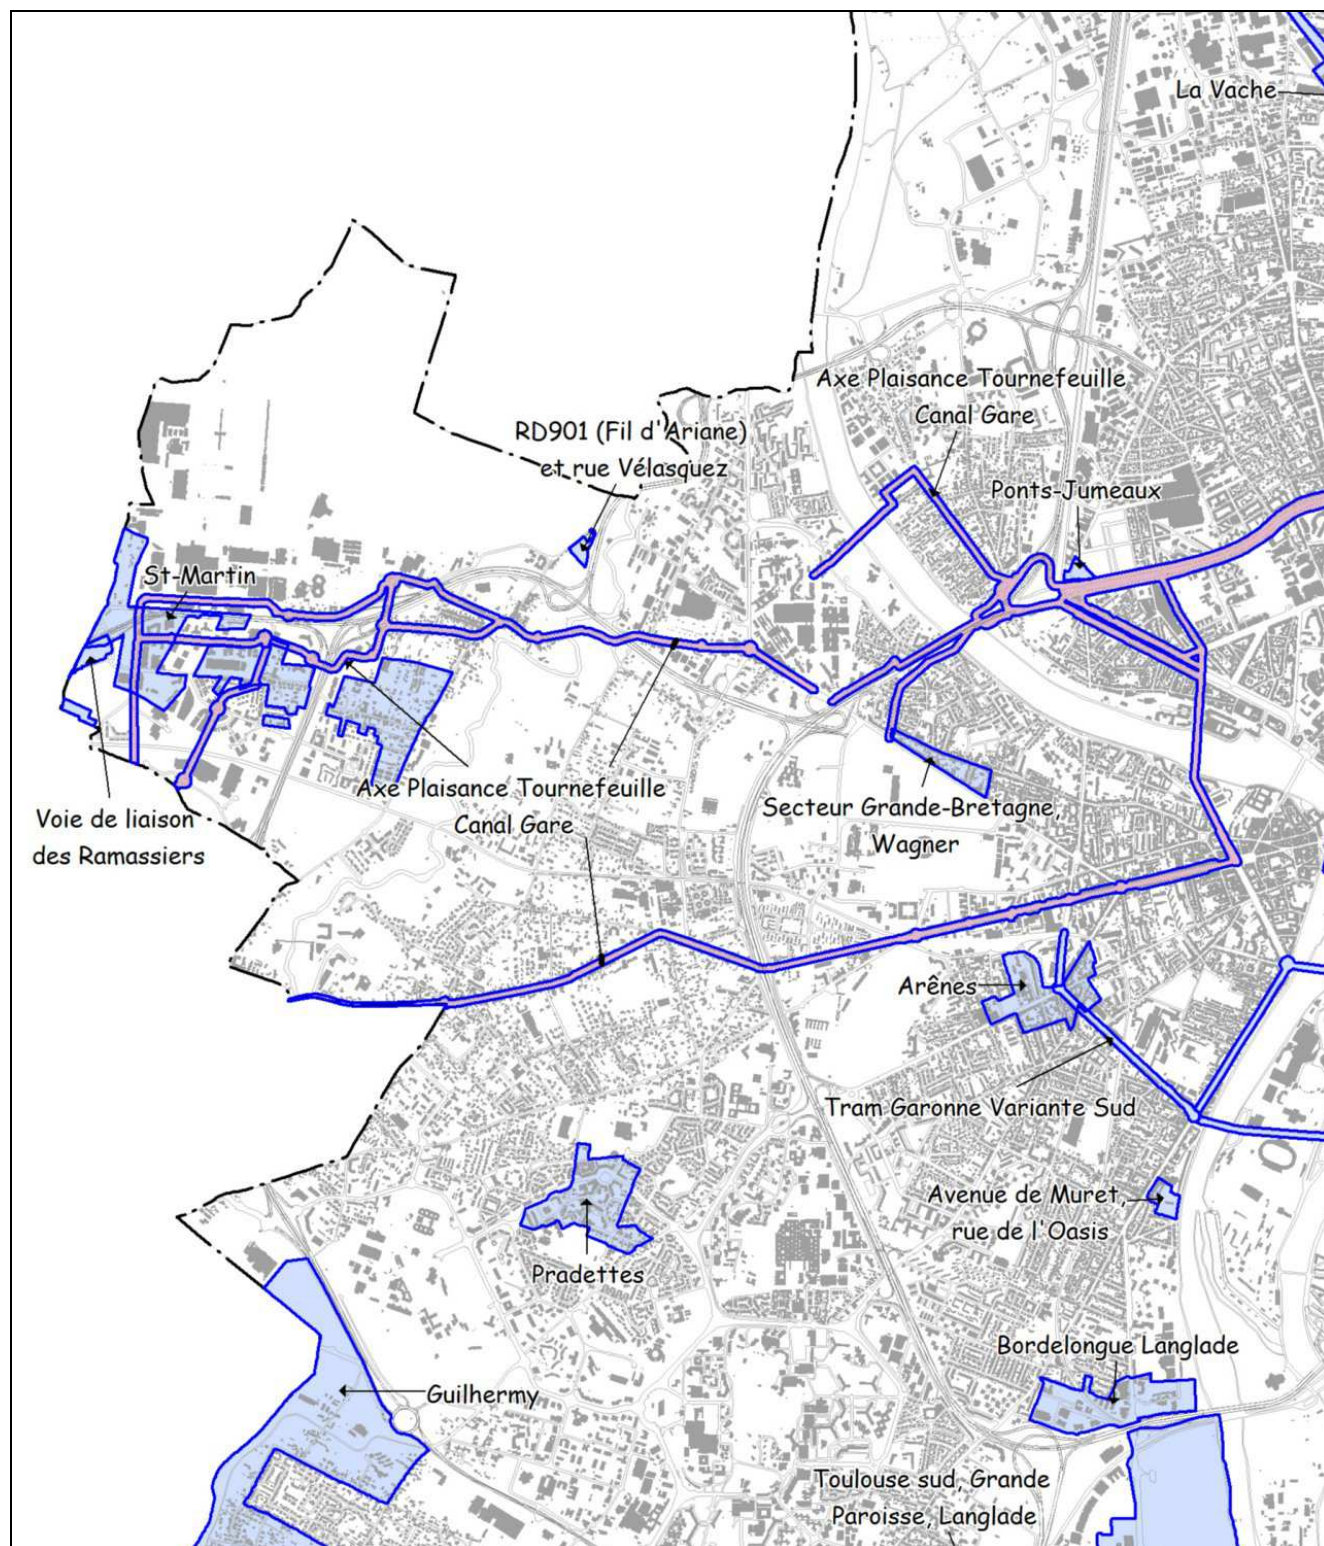 La Vache
Axe Plaisance Tournefeuille
Canal Gare
RD901 (Fil d'Ariane)
et rue Vélasquez
Ponts-Jumeaux
St-Martin
Axe Plaisance Tournefeuille
Canal Gare
Secteur Grande-Bretagne,
Wagner
Voie de liaison
des Ramassiers
Arênes
Tram Garonne Variante Sud
Avenue de Muret,
rue de l'Oasis
Pradettes
Bordelongue Langlade
Guilhermy
Toulouse sud, Grande
Paroisse, Langlade